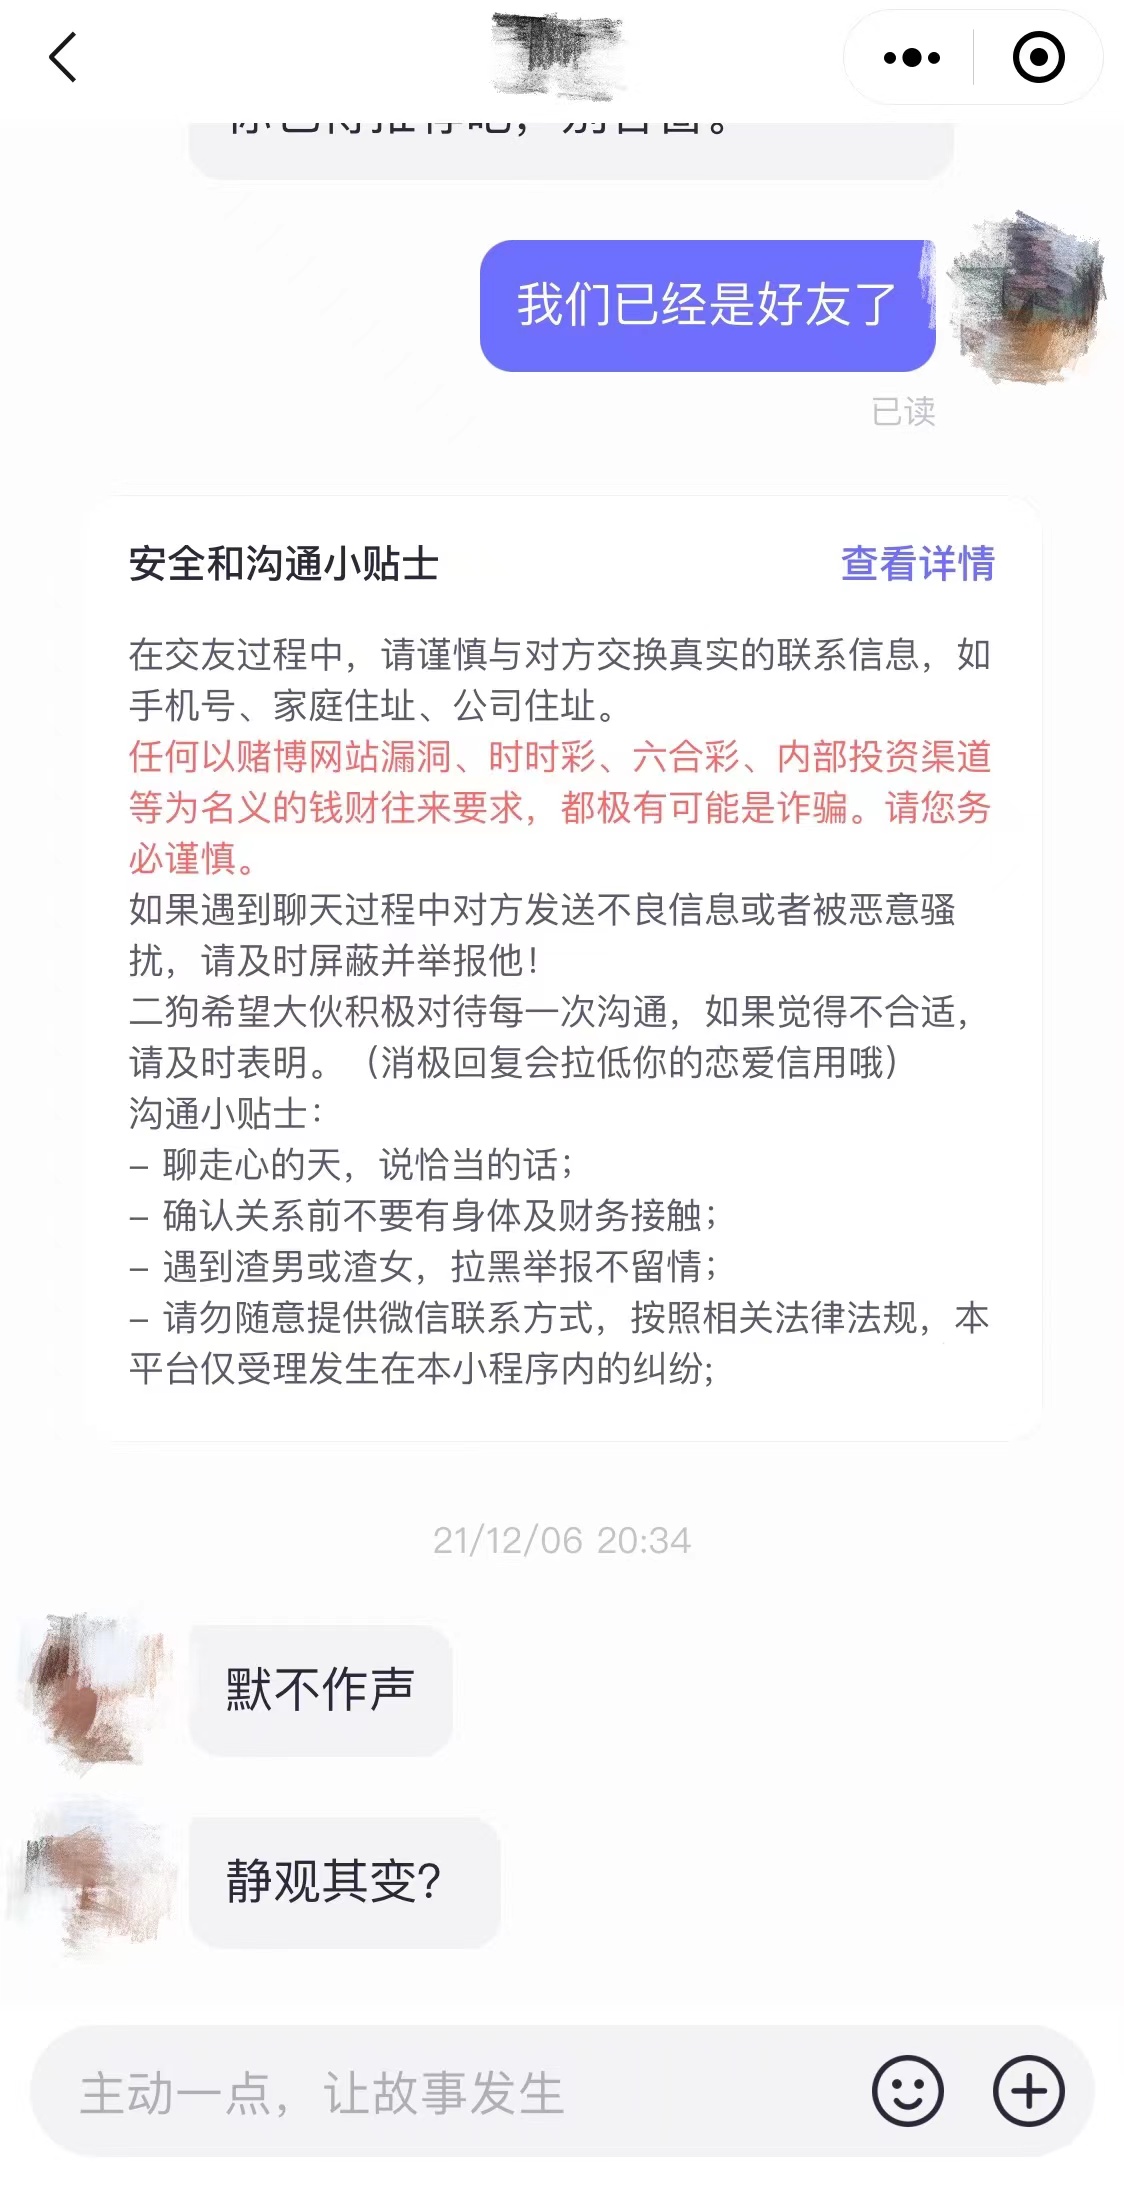 我们已经是好友了
已读
安全和沟通小贴士 查看详情
在交友过程中，请谨慎与对方交换真实的联系信息，如
手机号、家庭住址、公司住址。
任何以赌博网站漏洞、时时彩、六合彩、内部投资渠道
等为名义的钱财往来要求，都极有可能是诈骗。请您务
必谨慎。
如果遇到聊天过程中对方发送不良信息或者被恶意骚
扰，请及时屏蔽并举报他！
二狗希望大伙积极对待每一次沟通，如果觉得不合适，
请及时表明。（消极回复会拉低你的恋爱信用哦）
沟通小贴士：
– 聊走心的天，说恰当的话；
– 确认关系前不要有身体及财务接触；
– 遇到渣男或渣女，拉黑举报不留情；
– 请勿随意提供微信联系方式，按照相关法律法规，本
平台仅受理发生在本小程序内的纠纷;
21/12/06 20:34
默不作声
静观其变?
主动一点，让故事发生